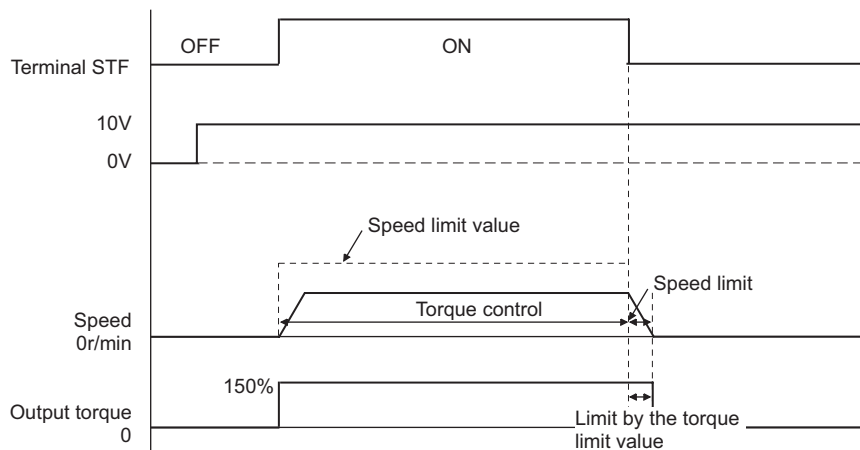 OFF
ON
Terminal STF
10V
0V
Speed limit value
Speed limit
Torque control
Speed
0r/min
150%
Output torque
0
Limit by the torque
limit value